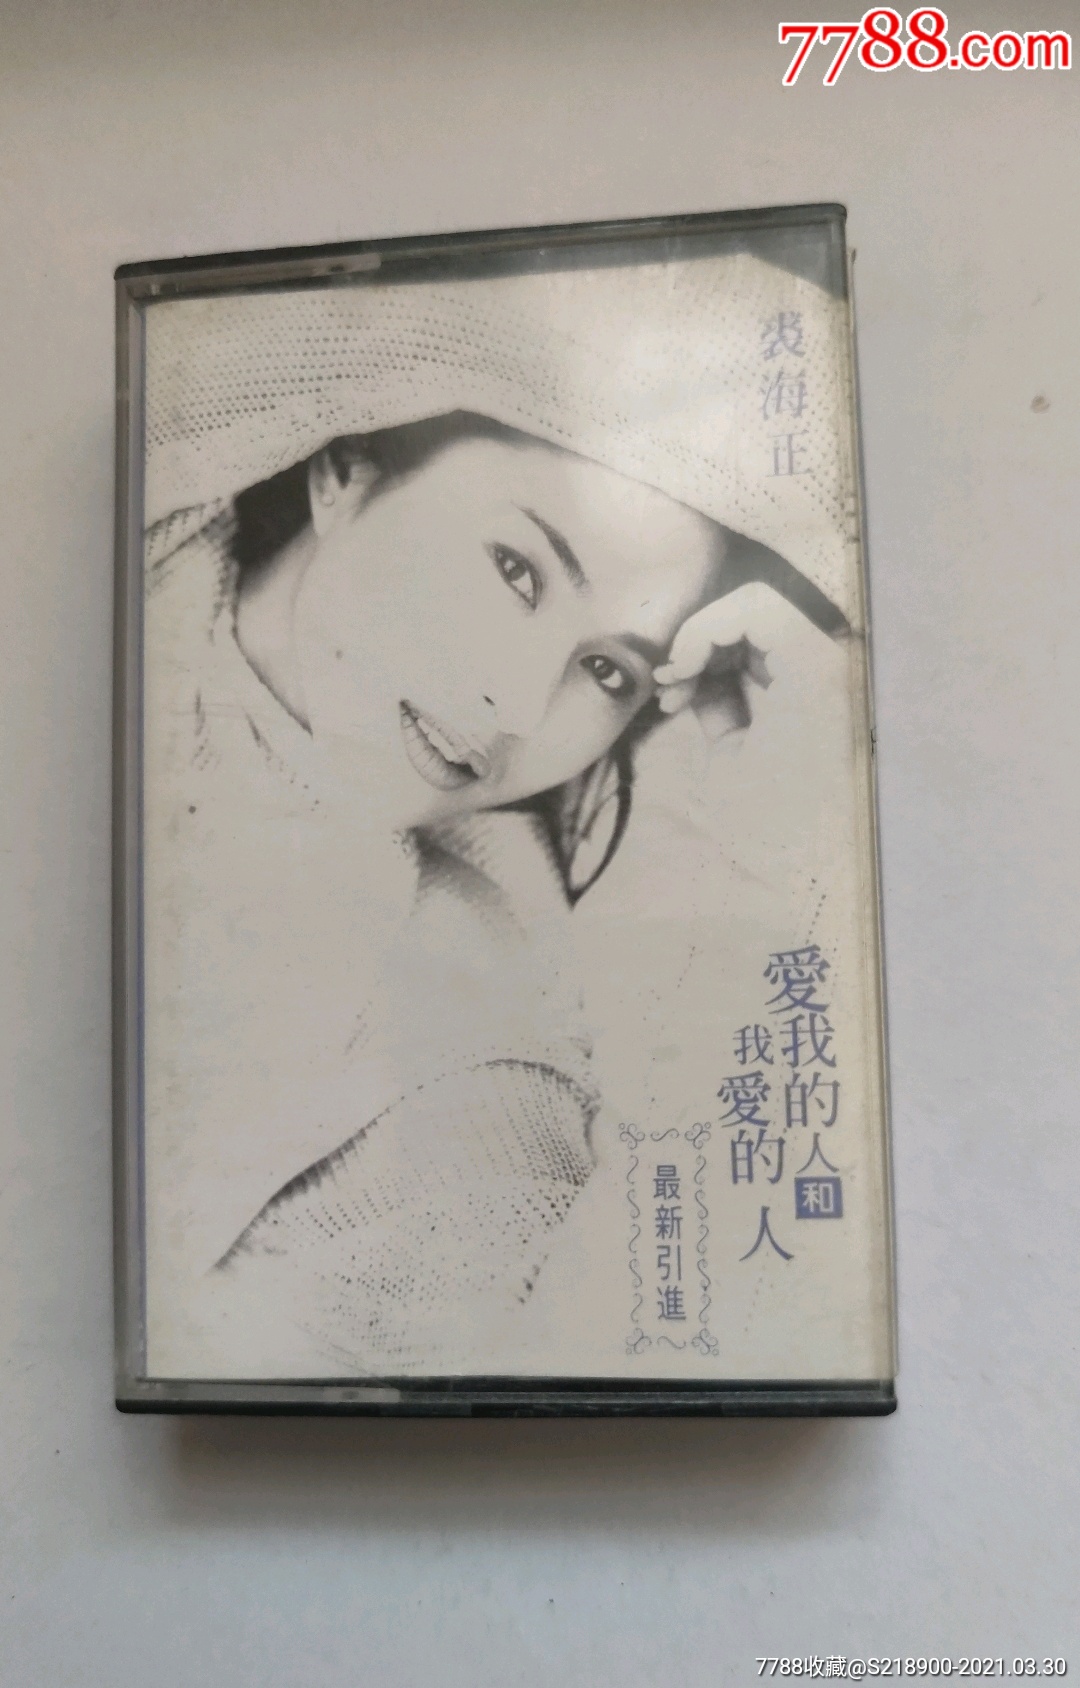 7788.com
裘海正
愛我的人和
我愛的人
最新引進
7788收藏@S218900-2021.03.30